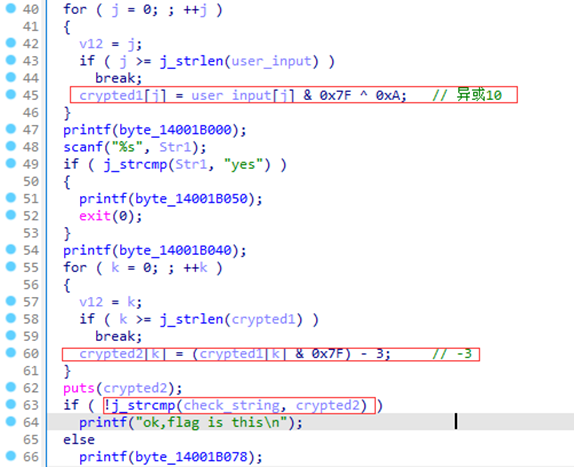 40 for ( j = 0; ; ++j )
41 {
42 v12 = j;
43 if ( j >= j_strlen(user_input) )
44 break;
45 crypted1[j] = user_input[j] & 0x7F ^ 0xA; // 异或10
46 }
47 printf(byte_14001B000);
48 scanf("%s", Str1);
49 if ( j_strcmp(Str1, "yes") )
50 {
51 printf(byte_14001B050);
52 exit(0);
53 }
54 printf(byte_14001B040);
55 for ( k = 0; ; ++k )
56 {
57 v12 = k;
58 if ( k >= j_strlen(crypted1) )
59 break;
60 crypted2[k] = (crypted1[k] & 0x7F) - 3; // -3
61 }
62 puts(crypted2);
63 if ( !j_strcmp(check_string, crypted2) )
64 printf("ok,flag is this\n");
65 else
66 printf(byte_14001B078);